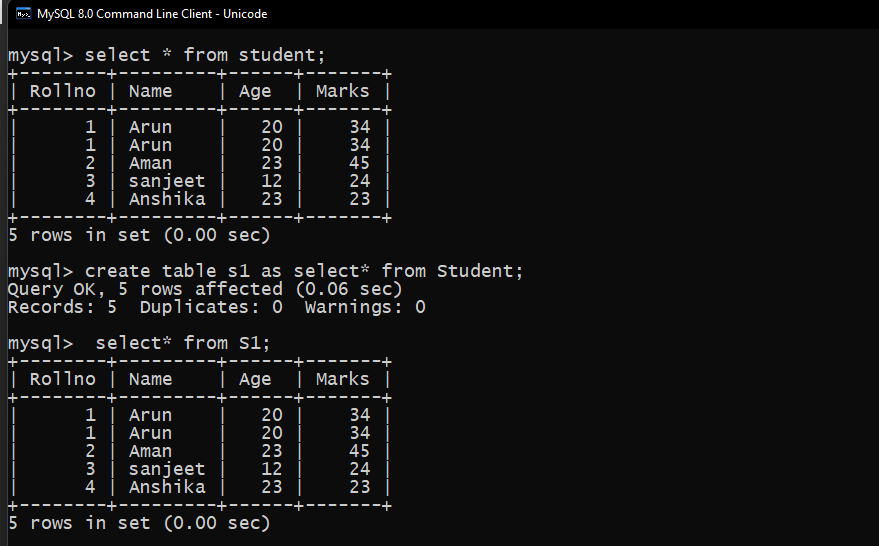 MySQL 8.0 Command Line Client - Unicode
mysql> select * from student;
+--------+---------+------+-------+
| Rollno | Name    | Age  | Marks |
+--------+---------+------+-------+
|      1 | Arun    |   20 |    34 |
|      1 | Arun    |   20 |    34 |
|      2 | Aman    |   23 |    45 |
|      3 | sanjeet |   12 |    24 |
|      4 | Anshika |   23 |    23 |
+--------+---------+------+-------+
5 rows in set (0.00 sec)
mysql> create table s1 as select* from Student;
Query OK, 5 rows affected (0.06 sec)
Records: 5  Duplicates: 0  Warnings: 0
mysql>  select* from S1;
+--------+---------+------+-------+
| Rollno | Name    | Age  | Marks |
+--------+---------+------+-------+
|      1 | Arun    |   20 |    34 |
|      1 | Arun    |   20 |    34 |
|      2 | Aman    |   23 |    45 |
|      3 | sanjeet |   12 |    24 |
|      4 | Anshika |   23 |    23 |
+--------+---------+------+-------+
5 rows in set (0.00 sec)